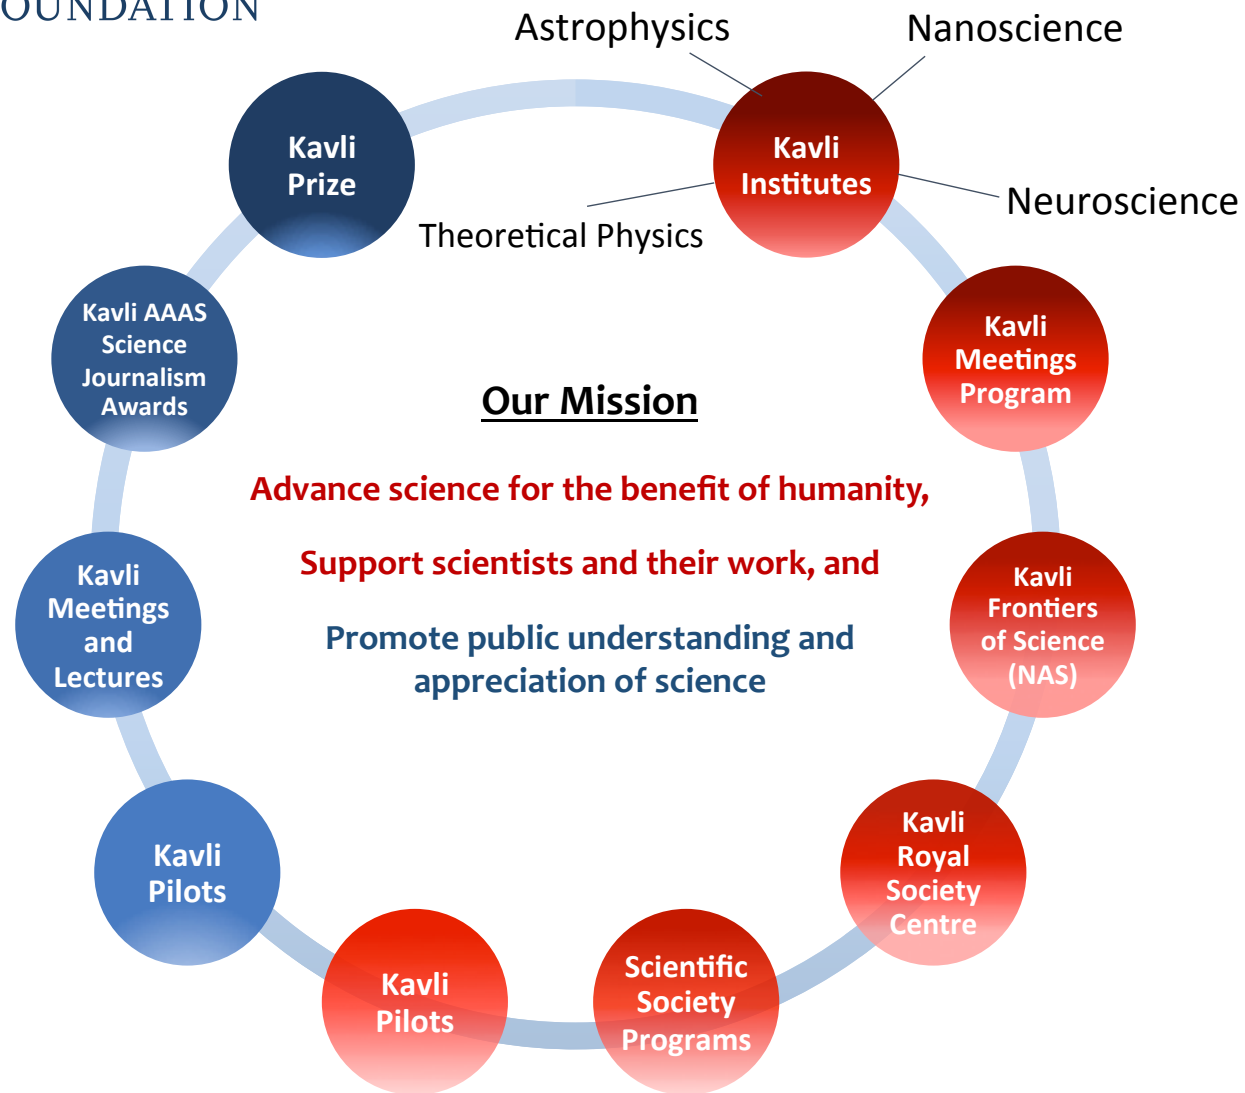 OUNDATION
Astrophysics
Nanoscience
Kavli
Prize
Kavli
Institutes
Neuroscience
Theoretical Physics
Kavli AAAS
Science
Journalism
Awards
Kavli
Meetings
Program
Our Mission
Advance science for the benefit of humanity,
Support scientists and their work, and
Promote public understanding and
appreciation of science
Kavli
Meetings
and
Lectures
Kavli
Frontiers
of Science
(NAS)
Kavli
Pilots
Kavli
Royal
Society
Centre
Kavli
Pilots
Scientific
Society
Programs